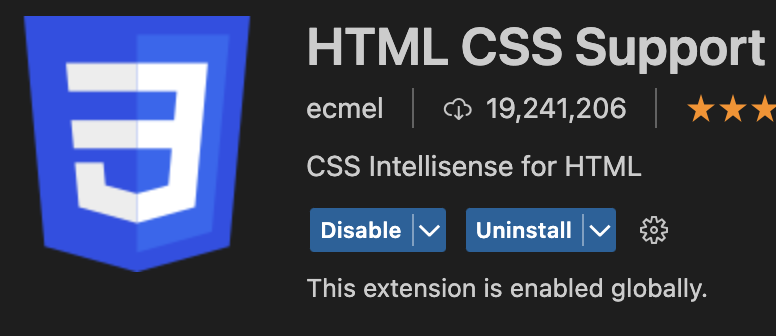 HTML CSS Support
ecmel 19,241,206
CSS Intellisense for HTML
Disable Uninstall
This extension is enabled globally.